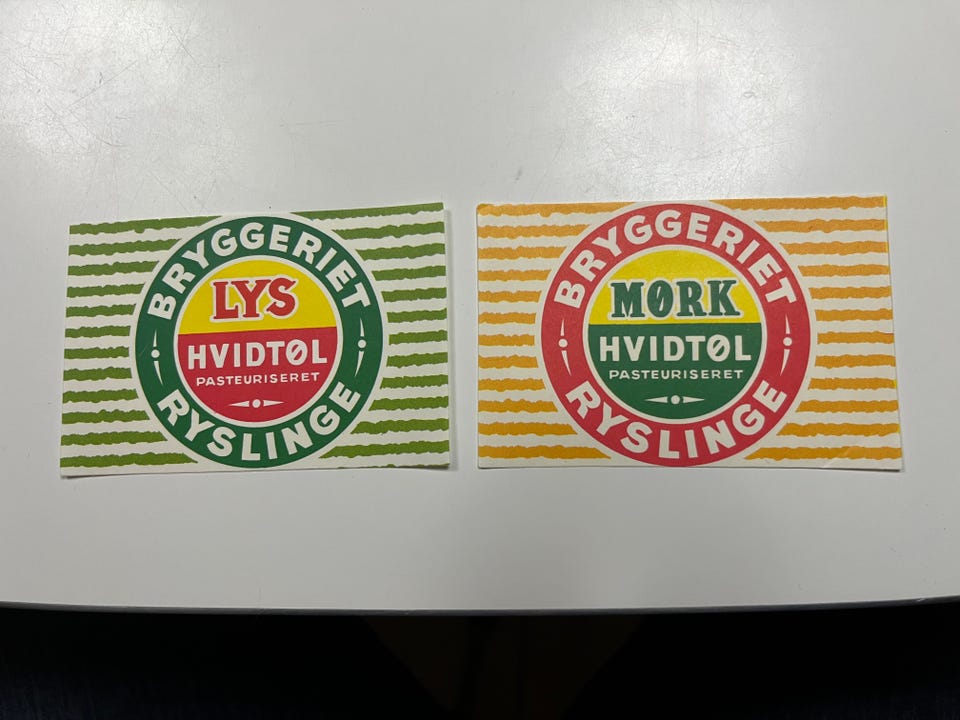 BRYGGERIET
LYS
HVIDTØL
PASTEURISERET
RYSLINGE
BRYGGERIET
MØRK
HVIDTØL
PASTEURISERET
RYSLINGE